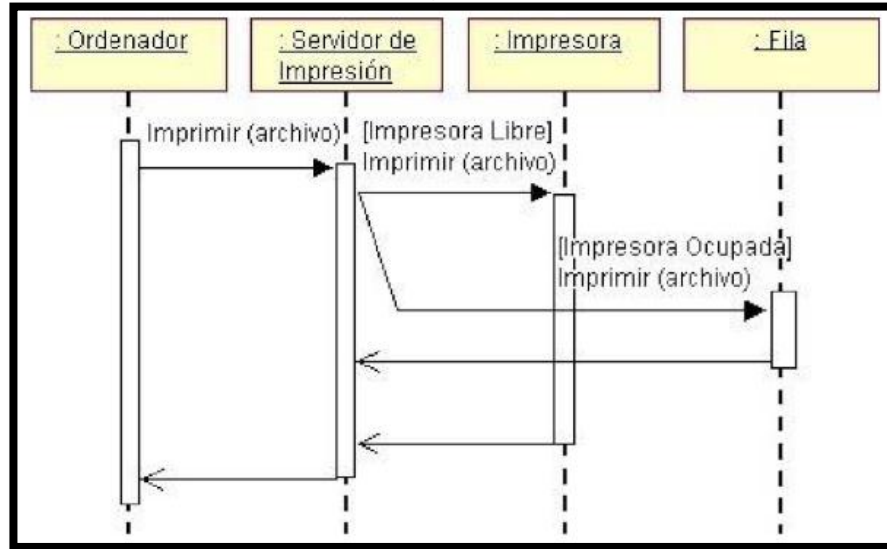 : Ordenador
: Servidor de
Impresión
: Impresora
: Fila
Imprimir (archivo)
[Impresora Libre]
Imprimir (archivo)
[Impresora Ocupada]
Imprimir (archivo)